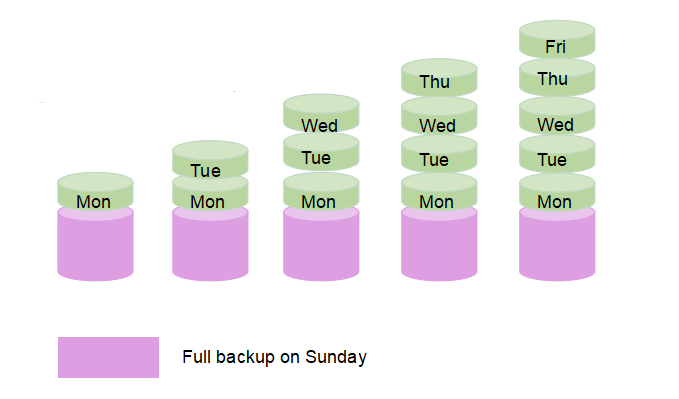 Fri
Thu Thu
Wed Wed Wed
Tue Tue Tue Tue
Mon Mon Mon Mon Mon
Full backup on Sunday